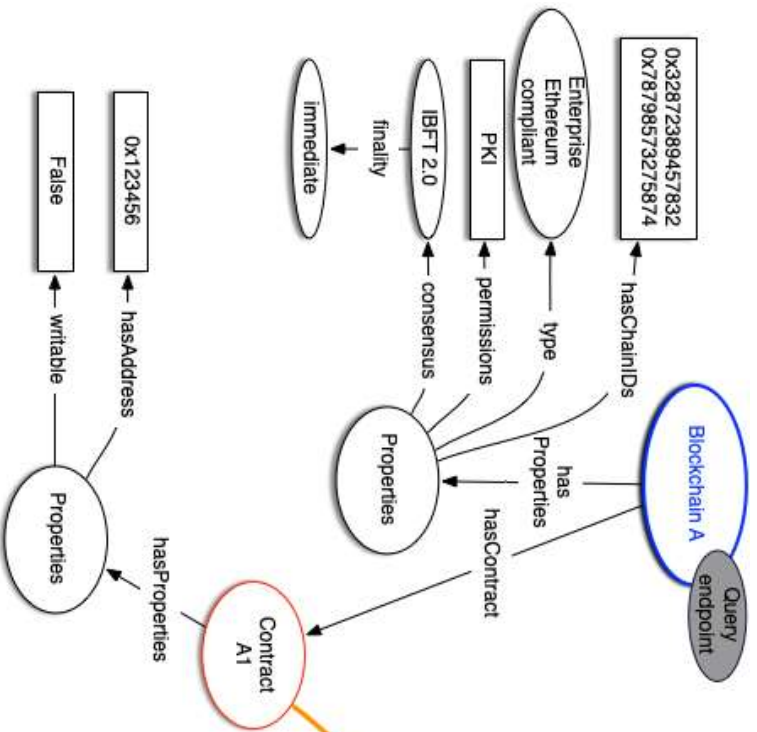 Blockchain A
Query
endpoint
has
Properties
hasContract
hasChainIDs
0x32872389457832
0x78798573275874
type
Enterprise
Ethereum
compliant
permissions
PKI
consensus
IBFT 2.0
finality
immediate
Properties
Contract
A1
hasProperties
Properties
hasAddress
0x123456
writable
False